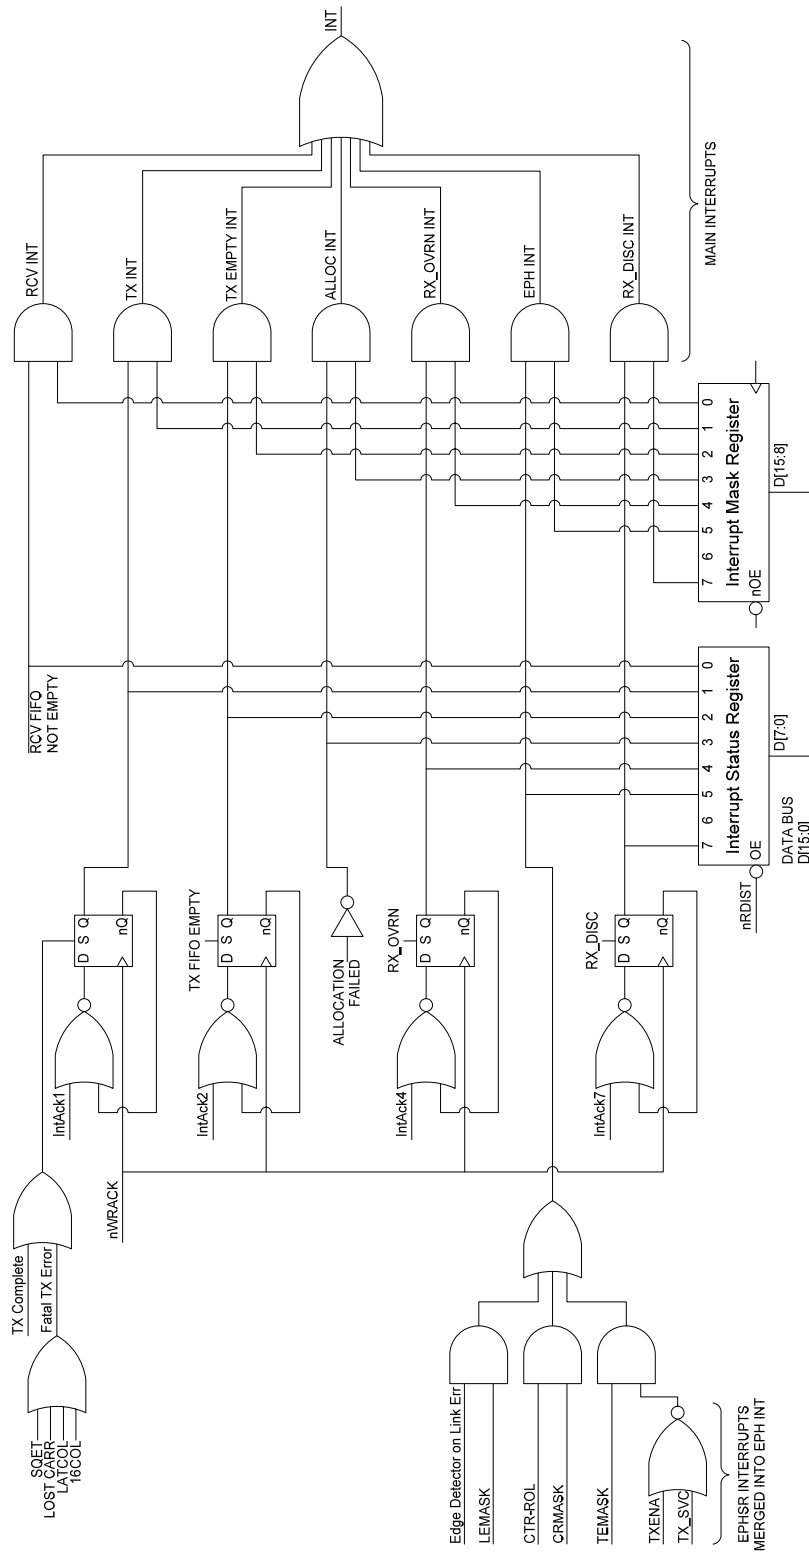 INT
RCV INT
TX INT
TX EMPTY INT
ALLOC INT
RX_OVRN INT
EPH INT
RX_DISC INT
MAIN INTERRUPTS
0
1
2
3
4
5
6
7
Interrupt Mask Register
nOE
D[15:8]
RCV FIFO
NOT EMPTY
0
1
2
3
4
5
6
7
Interrupt Status Register
OE
nRDIST
D[7:0]
DATA BUS
D[15:0]
D S Q
nQ
IntAck1
TX FIFO EMPTY
D S Q
nQ
IntAck2
ALLOCATION
FAILED
RX_OVRN
D S Q
nQ
IntAck4
RX_DISC
D S Q
nQ
IntAck7
nWRACK
TX Complete
Fatal TX Error
SQET
LOST CARR
LATCOL
16COL
Edge Detector on Link Err
LEMASK
CTR-ROL
CRMASK
TEMASK
TXENA
TX_SVC
EPHSR INTERRUPTS
MERGED INTO EPH INT